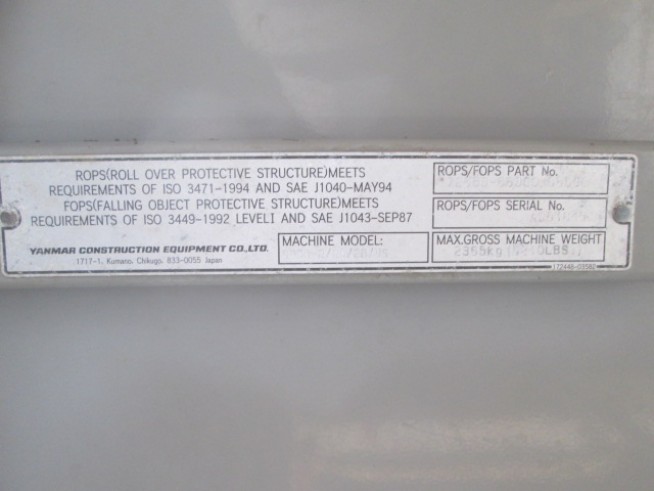 ROPS(ROLL OVER PROTECTIVE STRUCTURE)MEETS
REQUIREMENTS OF ISO 3471-1994 AND SAE J1040-MAY94
FOPS(FALLING OBJECT PROTECTIVE STRUCTURE)MEETS
REQUIREMENTS OF ISO 3449-1992 LEVELI AND SAE J1043-SEP87
YANMAR CONSTRUCTION EQUIPMENT CO.,LTD.
1717-1, Kumano, Chikugo, 833-0055 Japan
MACHINE MODEL:
ROPS/FOPS PART No.
ROPS/FOPS SERIAL No.
MAX.GROSS MACHINE WEIGHT
LBS